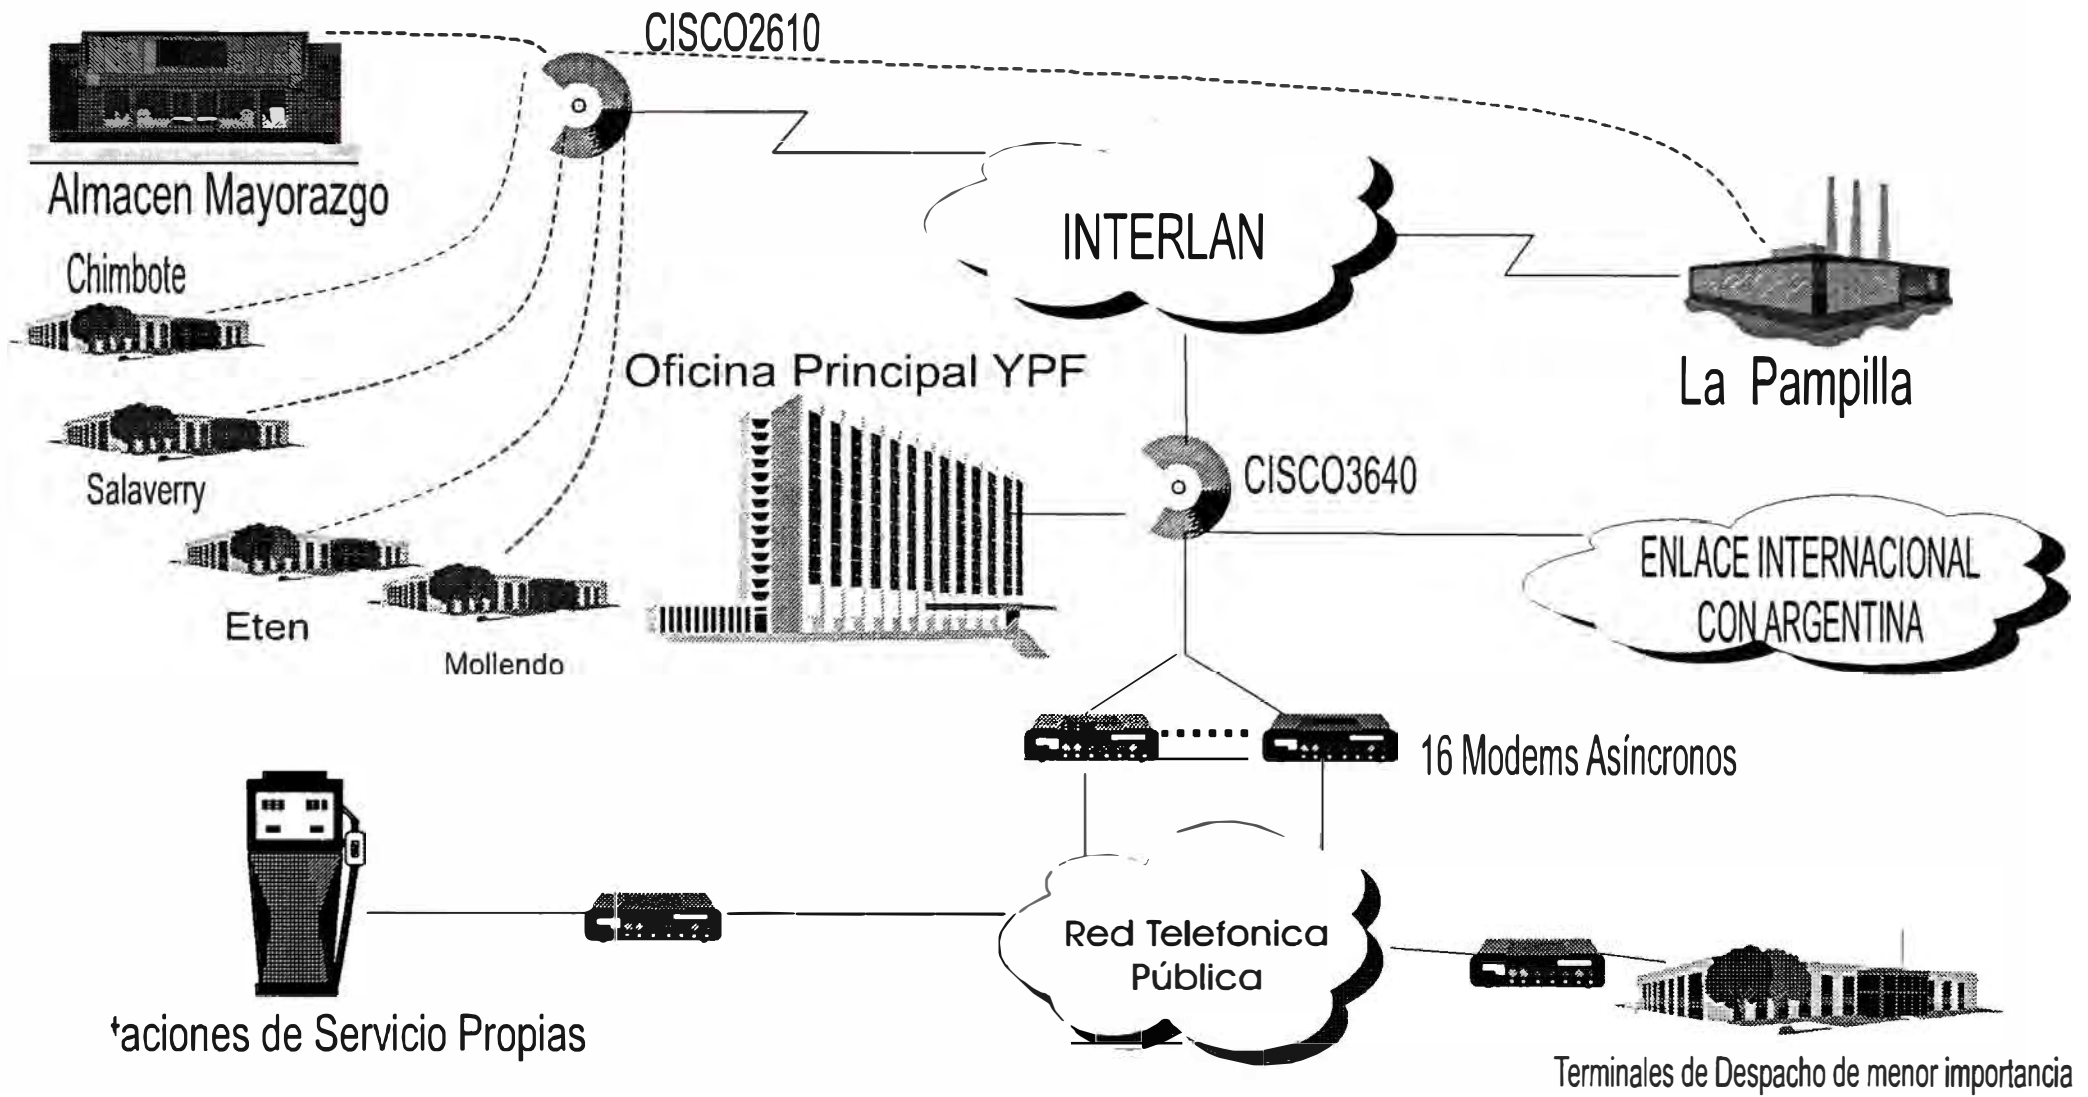 CISCO2610
Almacen Mayorazgo
INTERLAN
Chimbote
Oficina Principal YPF
La Pampilla
CISCO3640
Salaverry
ENLACE INTERNACIONAL
CON ARGENTINA
Eten
Mollendo
16 Modems Asíncronos
Red Telefonica
Pública
taciones de Servicio Propias
Terminales de Despacho de menor importancia